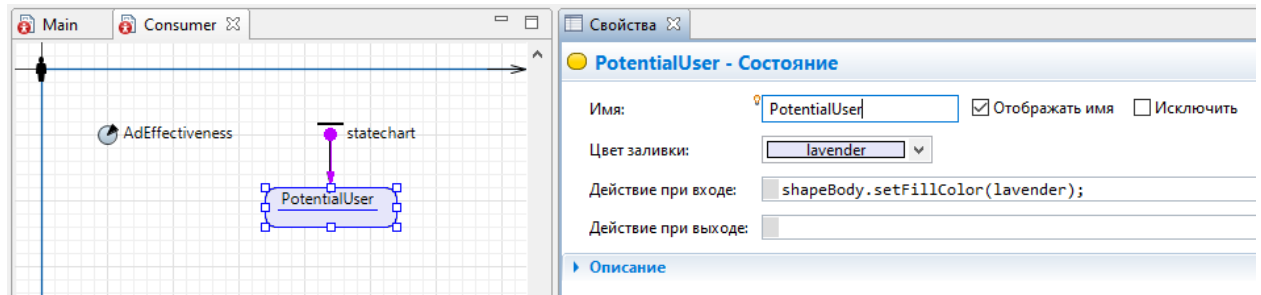 Main
Consumer
AdEffectiveness
statechart
PotentialUser
Свойства
PotentialUser - Состояние
Имя: PotentialUser Отображать имя Исключить
Цвет заливки: lavender
Действие при входе: shapeBody.setFillColor(lavender);
Действие при выходе:
Описание